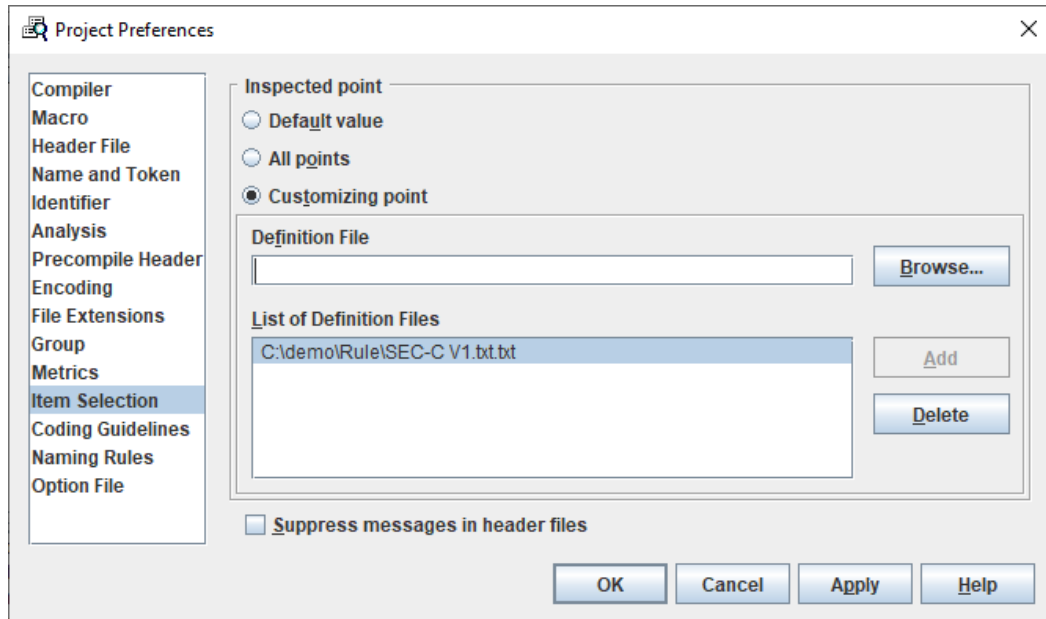 Project Preferences
Compiler
Macro
Header File
Name and Token
Identifier
Analysis
Precompile Header
Encoding
File Extensions
Group
Metrics
Item Selection
Coding Guidelines
Naming Rules
Option File
Inspected point
Default value
All points
Customizing point
Definition File
Browse...
List of Definition Files
C:\demo\Rule\SEC-C V1.txt.txt
Add
Delete
Suppress messages in header files
OK Cancel Apply Help